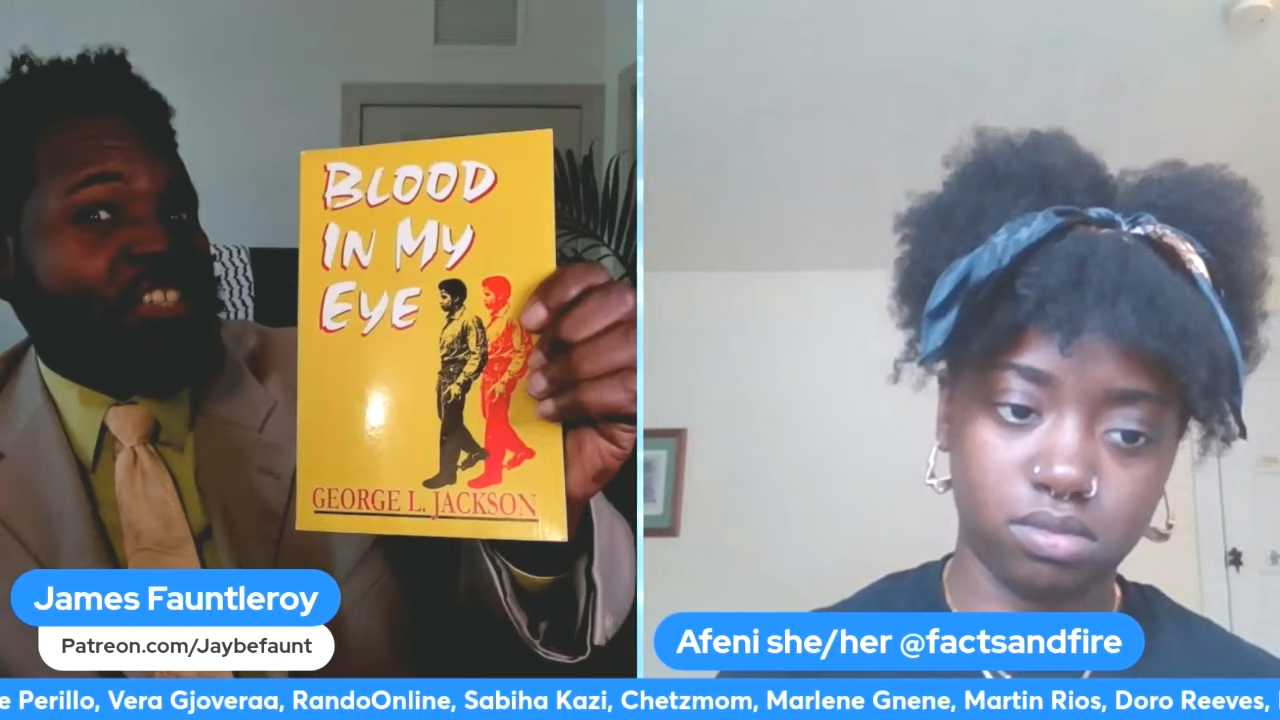 BLOOD
IN MY
EYE
GEORGE L. JACKSON
James Fauntleroy
Patreon.com/Jaybefaunt
Afeni she/her @factsandfire
e Perillo, Vera Gjoveraa, RandoOnline, Sabiha Kazi, Chetzmom, Marlene Gnene, Martin Rios, Doro Reeves,